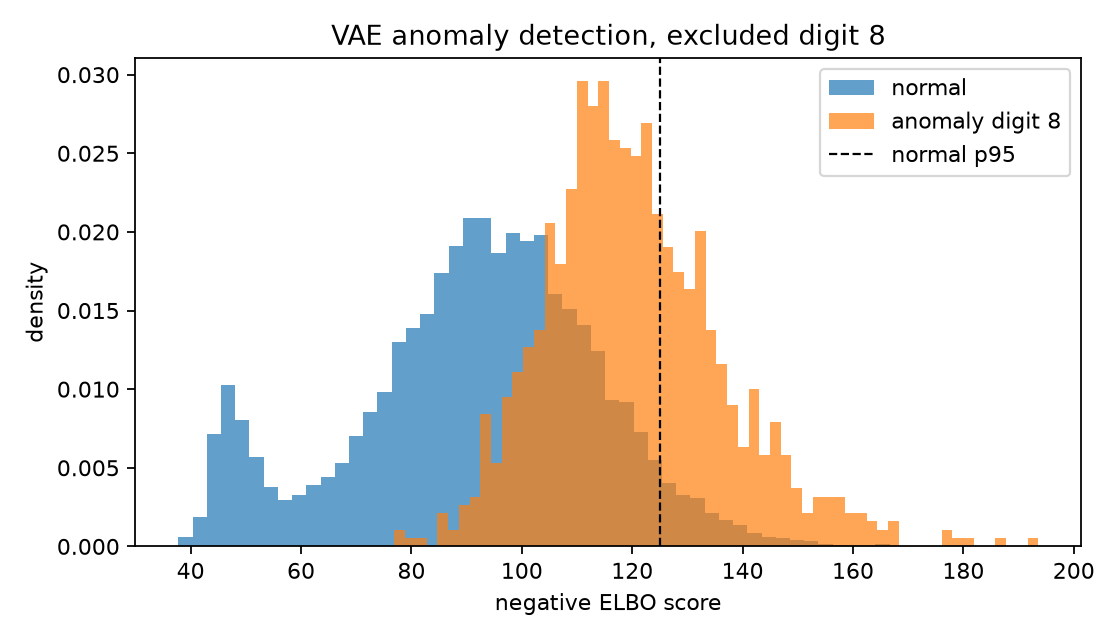 VAE anomaly detection, excluded digit 8
normal
anomaly digit 8
normal p95
density
0.030
0.025
0.020
0.015
0.010
0.005
0.000
40 60 80 100 120 140 160 180 200
negative ELBO score